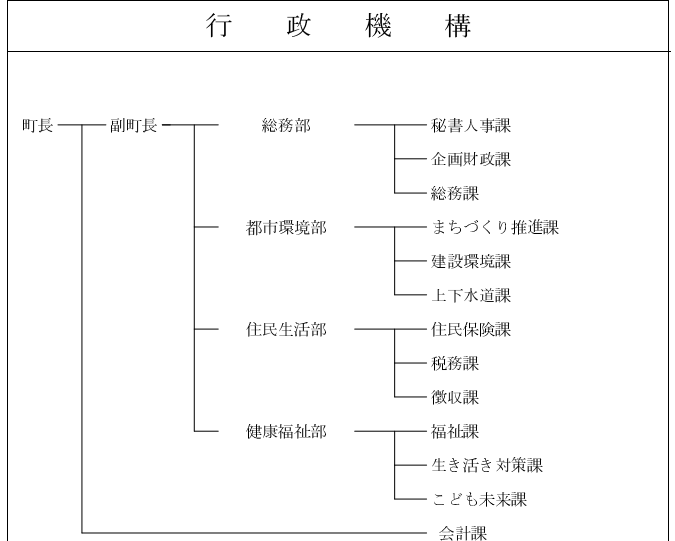 行政機構
町長 副町長 総務部 秘書人事課
企画財政課
総務課
都市環境部 まちづくり推進課
建設環境課
上下水道課
住民生活部 住民保険課
税務課
徴収課
健康福祉部 福祉課
生き活き対策課
こども未来課
会計課